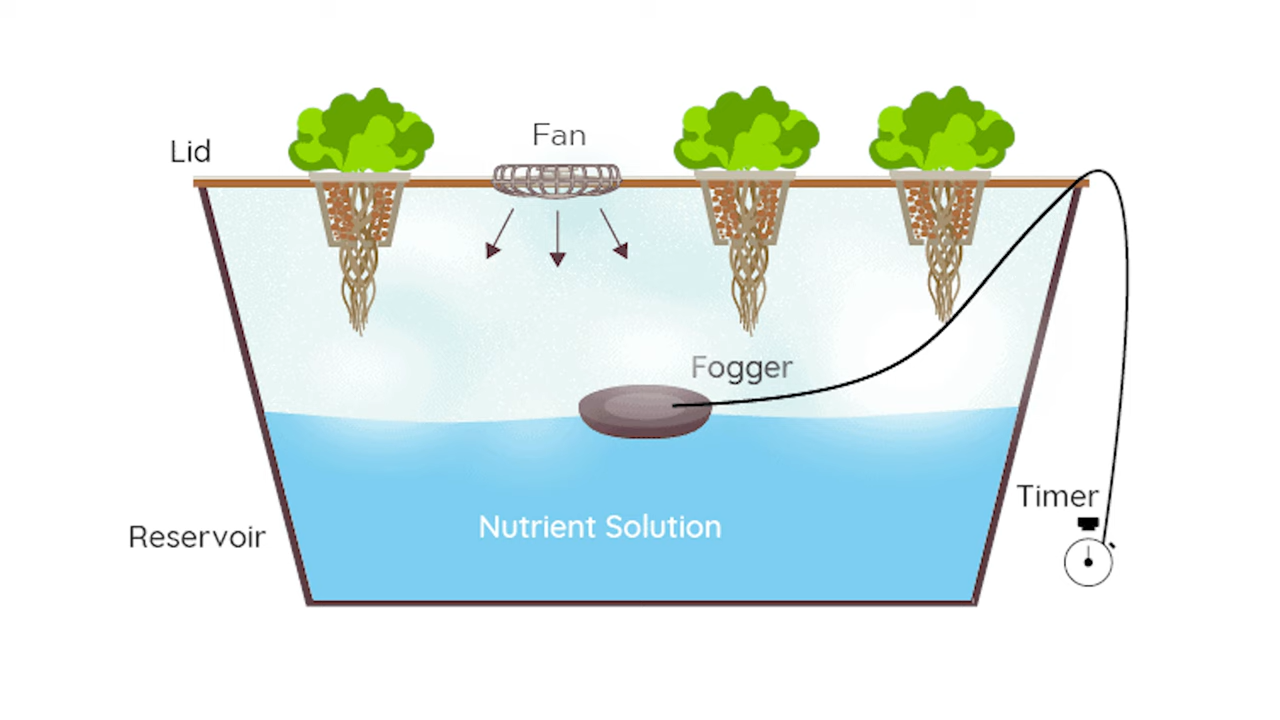 Fan
Lid
Fogger
Timer
Nutrient Solution
Reservoir